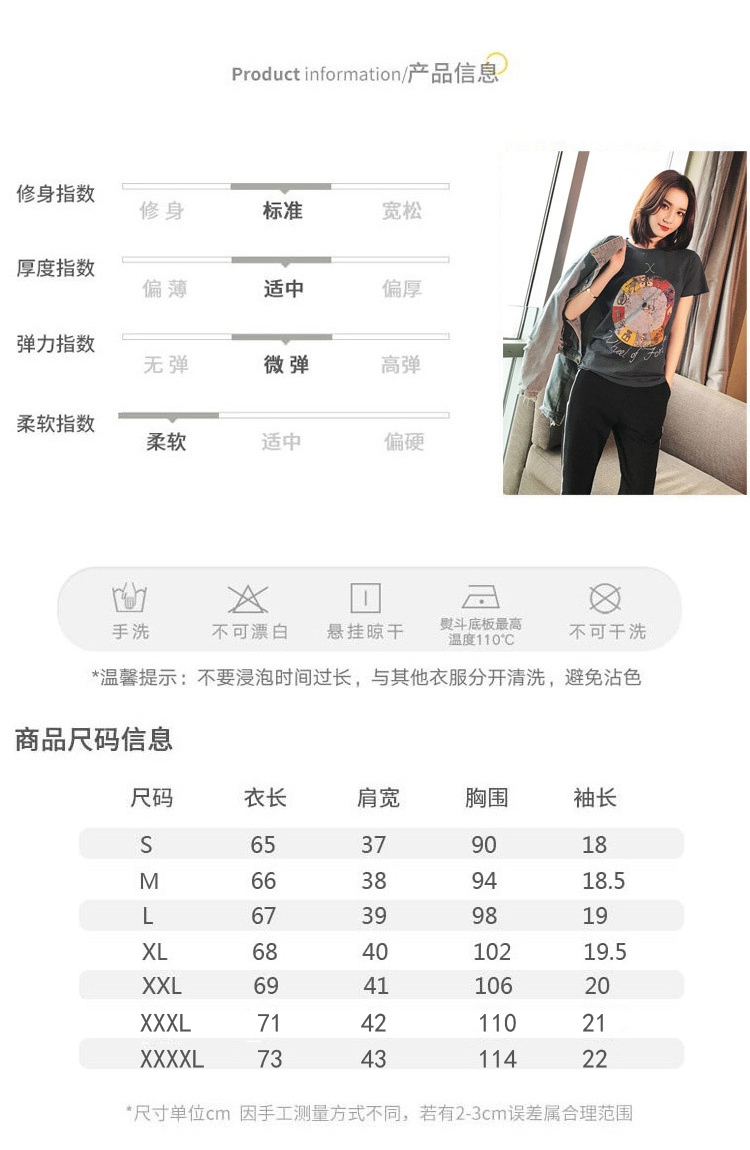 Product information/产品信息
修身指数
修身 标准 宽松
厚度指数
偏薄 适中 偏厚
弹力指数
无弹 微弹 高弹
柔软指数
柔软 适中 偏硬
X
Wheel of
手洗 不可漂白 悬挂晾干 熨斗底板最高 不可干洗
温度110℃
*温馨提示：不要浸泡时间过长，与其他衣服分开清洗，避免沾色
商品尺码信息
尺码 衣长 肩宽 胸围 袖长
S 65 37 90 18
M 66 38 94 18.5
L 67 39 98 19
XL 68 40 102 19.5
XXL 69 41 106 20
XXXL 71 42 110 21
XXXXL 73 43 114 22
*尺寸单位cm 因手工测量方式不同，若有2-3cm误差属合理范围